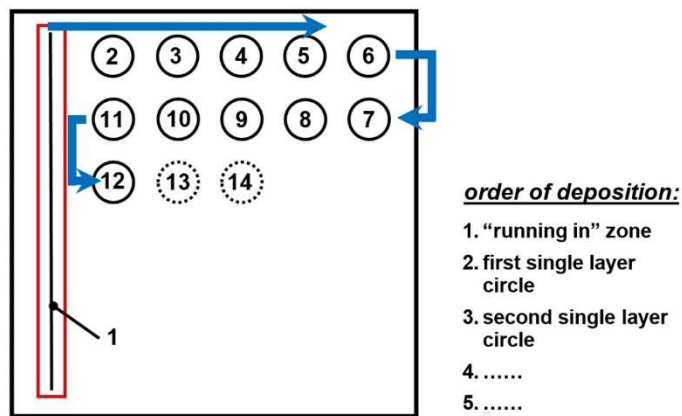 2 3 4 5 6
11 10 9 8 7
12 13 14
1
order of deposition:
1. “running in” zone
2. first single layer
circle
3. second single layer
circle
4. ......
5. ......